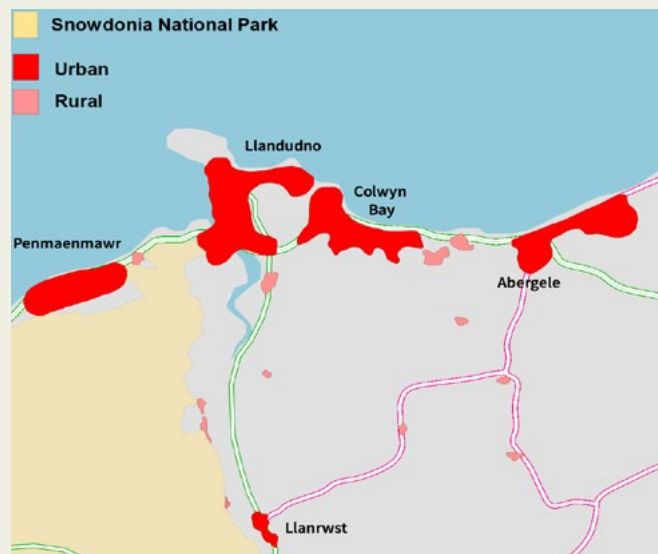 Snowdonia National Park
Urban
Rural
Llandudno
Colwyn
Bay
Penmaenmawr
Abergele
Llanrwst